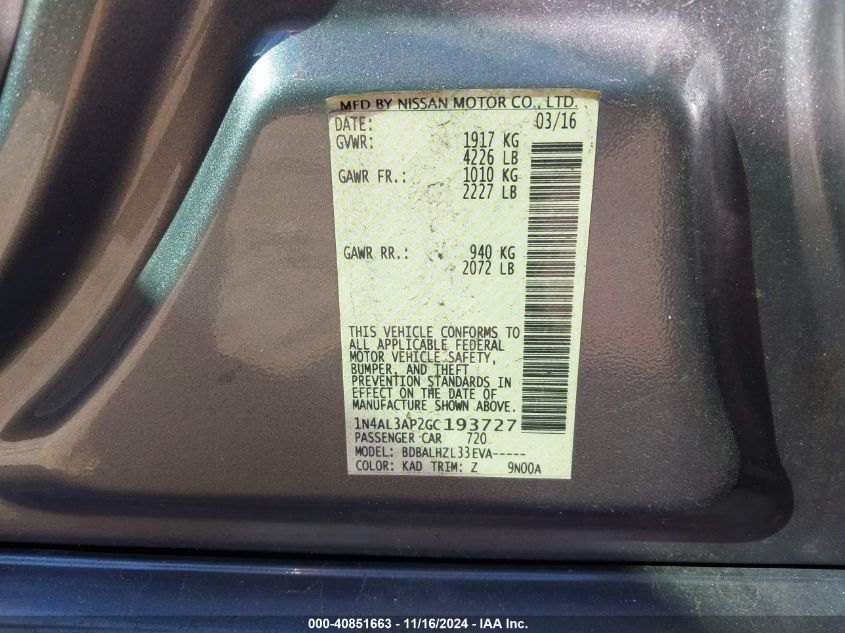 MFD BY NISSAN MOTOR CO., LTD.
DATE: 03/16
GVWR: 1917 KG
4226 LB
GAWR FR.: 1010 KG
2227 LB
GAWR RR.: 940 KG
2072 LB
THIS VEHICLE CONFORMS TO
ALL APPLICABLE FEDERAL
MOTOR VEHICLE SAFETY,
BUMPER, AND THEFT
PREVENTION STANDARDS IN
EFFECT ON THE DATE OF
MANUFACTURE SHOWN ABOVE.
1N4AL3AP2GC193727
PASSENGER CAR 720
MODEL: BDBALHZL33EVA-----
COLOR: KAD TRIM: Z 9N00A
000-40851663 - 11/16/2024 - IAA Inc.